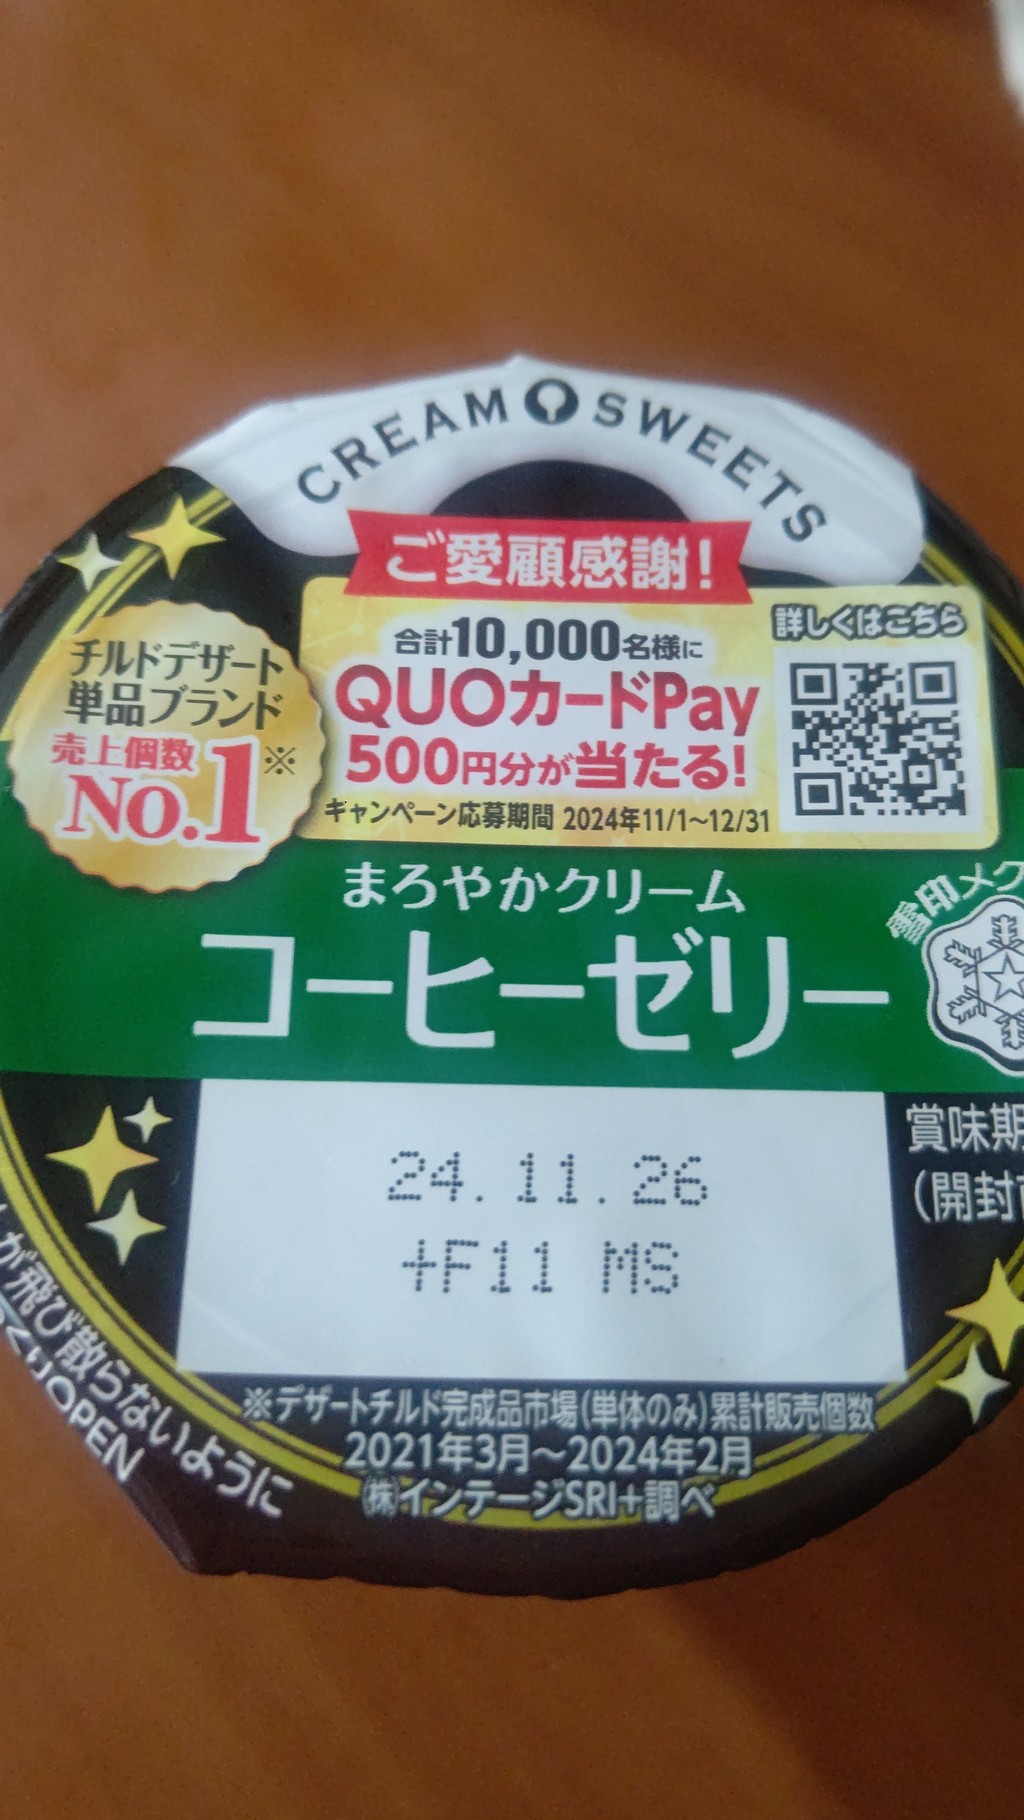 CREAM SWEETS
ご愛顧感謝!
合計10,000名様に
QUOカードPay
500円分が当たる!
キャンペーン応募期間 2024年11/1〜12/31
詳しくはこちら
チルドデザート
単品ブランド
売上個数
No.1※
まろやかクリーム
コーヒーゼリー
雪印メグ
24.11.26
+F11 MS
賞味期
(開封
が飛び散らないように
OPEN
※デザートチルド完成品市場(単体のみ)累計販売個数
2021年3月〜2024年2月
㈱インテージSRI+調べ